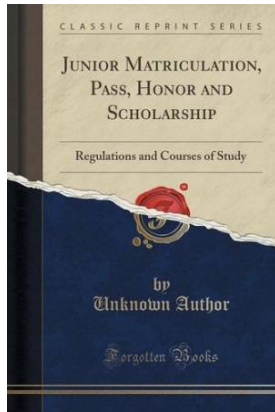 CLASSIC REPRINT SERIES
JUNIOR MATRICULATION,
PASS, HONOR AND
SCHOLARSHIP
Regulations and Courses of Study
by
Unknown Author
Forgotten Books